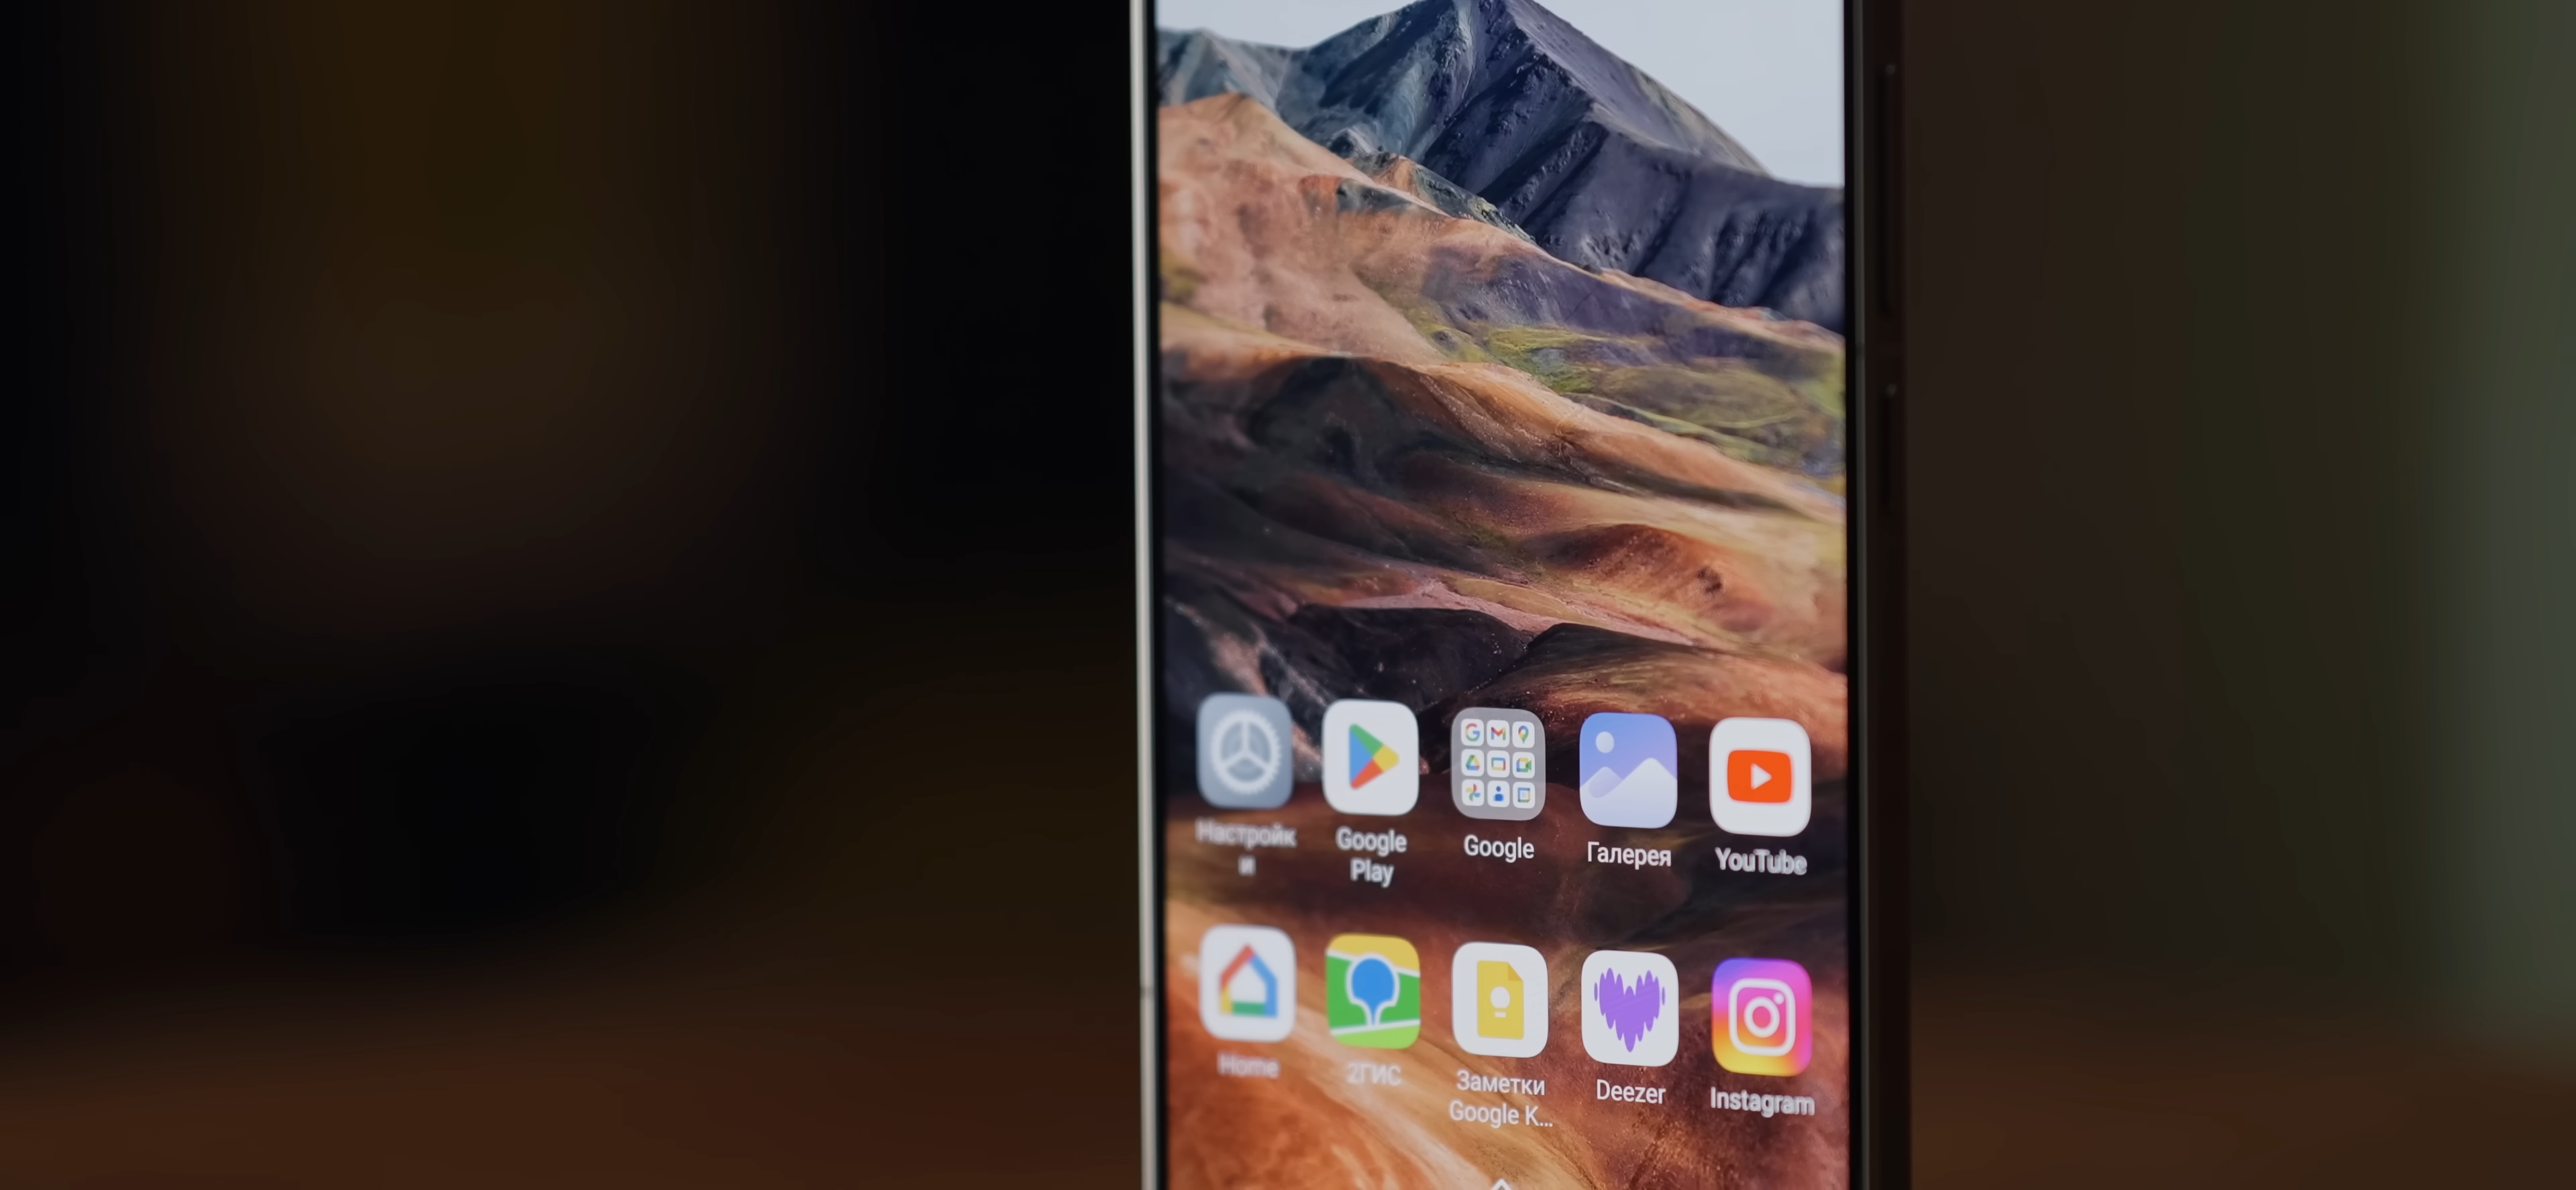 Настройк
и
Google
Play
Google
Галерея
YouTube
Home
2ГИС
Заметки
Google K...
Deezer
Instagram